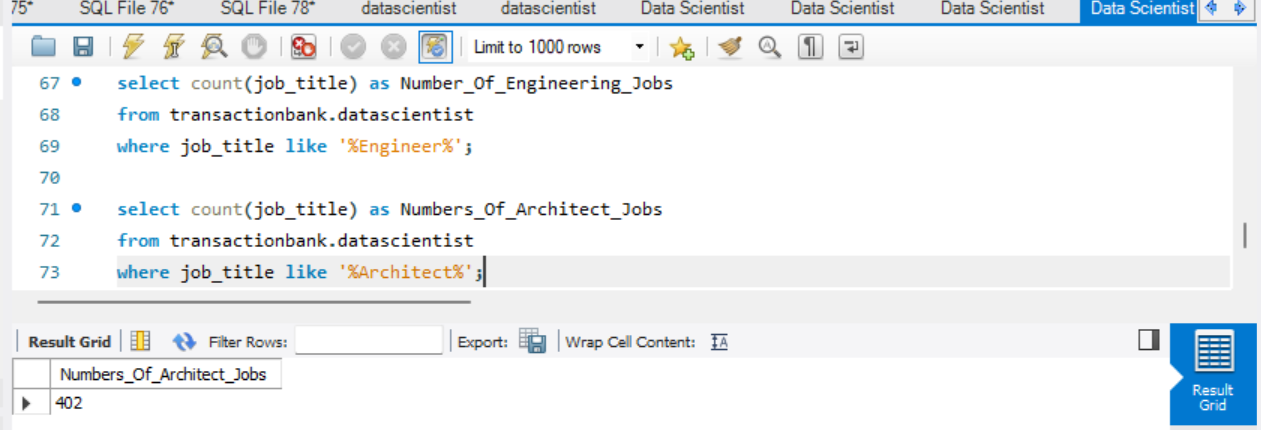 75* SQL File 76* SQL File 78* datascientist datascientist Data Scientist Data Scientist Data Scientist Data Scientist
Limit to 1000 rows
67 select count(job_title) as Number_Of_Engineering_Jobs
68 from transactionbank.datascientist
69 where job_title like '%Engineer%';
70
71 select count(job_title) as Numbers_Of_Architect_Jobs
72 from transactionbank.datascientist
73 where job_title like '%Architect%';
Result Grid Filter Rows: Export: Wrap Cell Content: IA
Numbers_Of_Architect_Jobs
402
Result
Grid